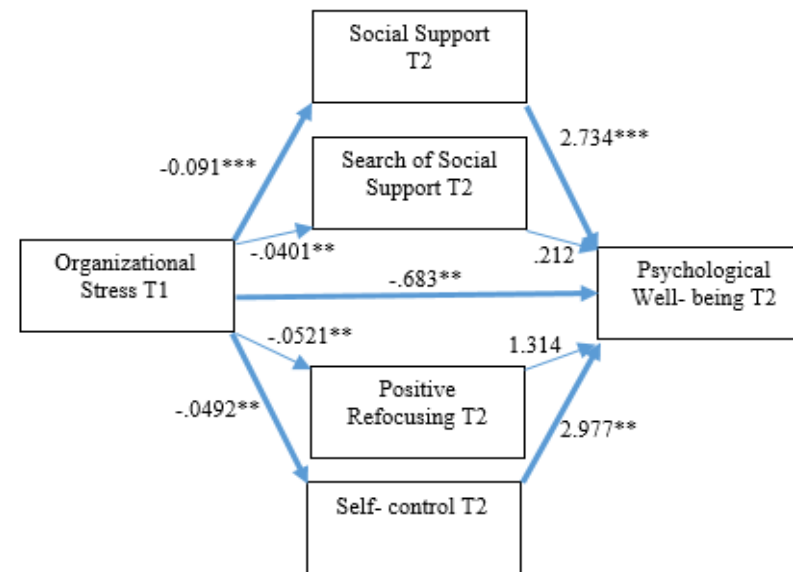 Social Support
T2
-0.091***
2.734***
Search of Social
Support T2
-.0401**
.212
Organizational
Stress T1
-.683**
Psychological
Well- being T2
-.0521**
1.314
Positive
Refocusing T2
-.0492**
2.977**
Self- control T2